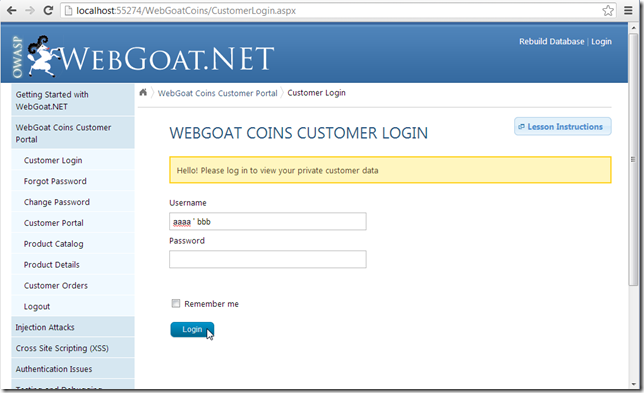 localhost:55274/WebGoatCoins/CustomerLogin.aspx
OWASP
WEBGOAT.NET
Rebuild Database | Login
Getting Started with
WebGoat.NET
WebGoat Coins Customer
Portal
Customer Login
Forgot Password
Change Password
Customer Portal
Product Catalog
Product Details
Customer Orders
Logout
Injection Attacks
Cross Site Scripting (XSS)
Authentication Issues
Testing and Debugging
WebGoat Coins Customer Portal
Customer Login
WEBGOAT COINS CUSTOMER LOGIN
Lesson Instructions
Hello! Please log in to view your private customer data
Username
aaaa ' bbb
Password
Remember me
Login